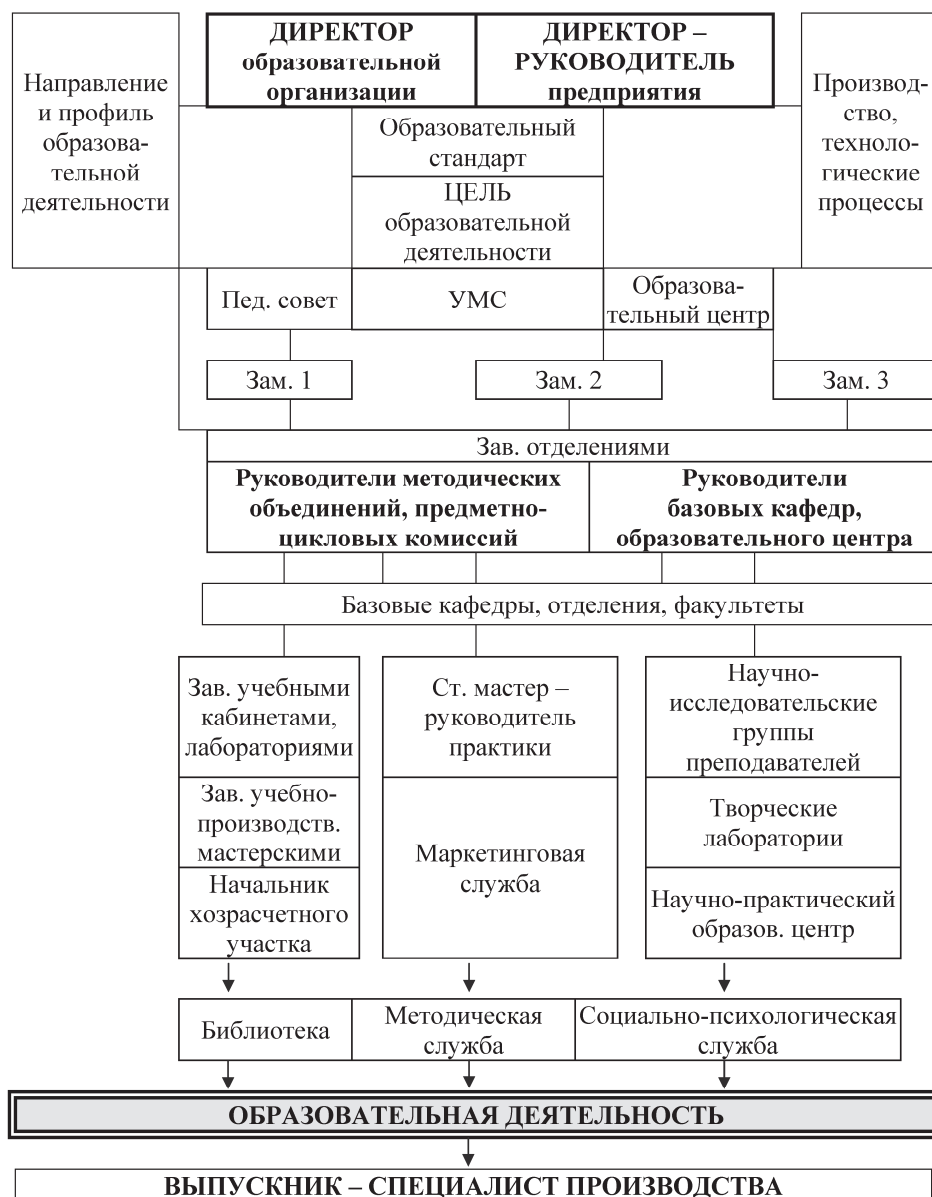 Направление
и профиль
образова-
тельной
деятельности
ДИРЕКТОР
образовательной
организации
ДИРЕКТОР –
РУКОВОДИТЕЛЬ
предприятия
Производ-
ство,
техноло-
гические
процессы
Образовательный
стандарт
ЦЕЛЬ
образовательной
деятельности
Пед. совет
УМС
Образова-
тельный центр
Зам. 1
Зам. 2
Зам. 3
Зав. отделениями
Руководители методических
объединений, предметно-
цикловых комиссий
Руководители
базовых кафедр,
образовательного центра
Базовые кафедры, отделения, факультеты
Зав. учебными
кабинетами,
лабораториями
Зав. учебно-
производств.
мастерскими
Начальник
хозрасчетного
участка
Ст. мастер –
руководитель
практики
Маркетинговая
служба
Научно-
исследовательские
группы
преподавателей
Творческие
лаборатории
Научно-практический
образов. центр
Библиотека
Методическая
служба
Социально-психологическая
служба
ОБРАЗОВАТЕЛЬНАЯ ДЕЯТЕЛЬНОСТЬ
ВЫПУСКНИК – СПЕЦИАЛИСТ ПРОИЗВОДСТВА